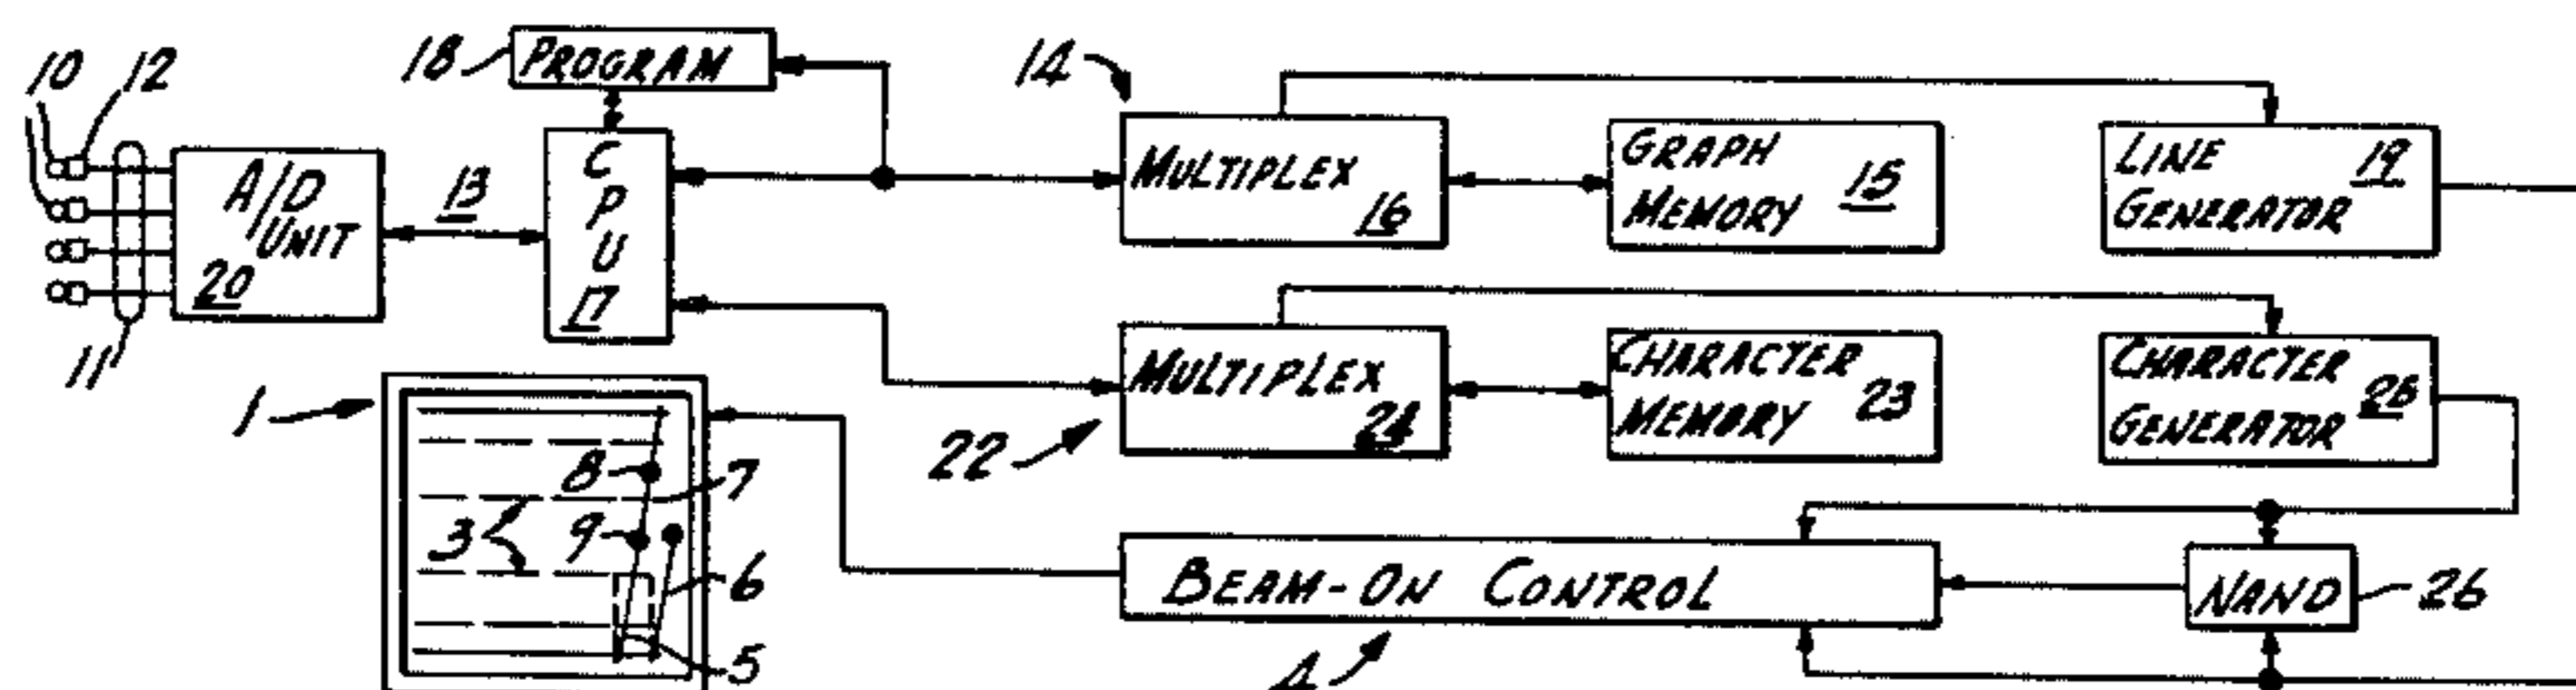 10
12
18
PROGRAM
14
A/D
UNIT
20
11
13
C
P
U
17
MULTIPLEX
16
GRAPH
MEMORY
15
LINE
GENERATOR
19
1
8
7
3
9
6
5
22
MULTIPLEX
24
CHARACTER
MEMORY
23
CHARACTER
GENERATOR
25
BEAM-ON CONTROL
4
NAND
26